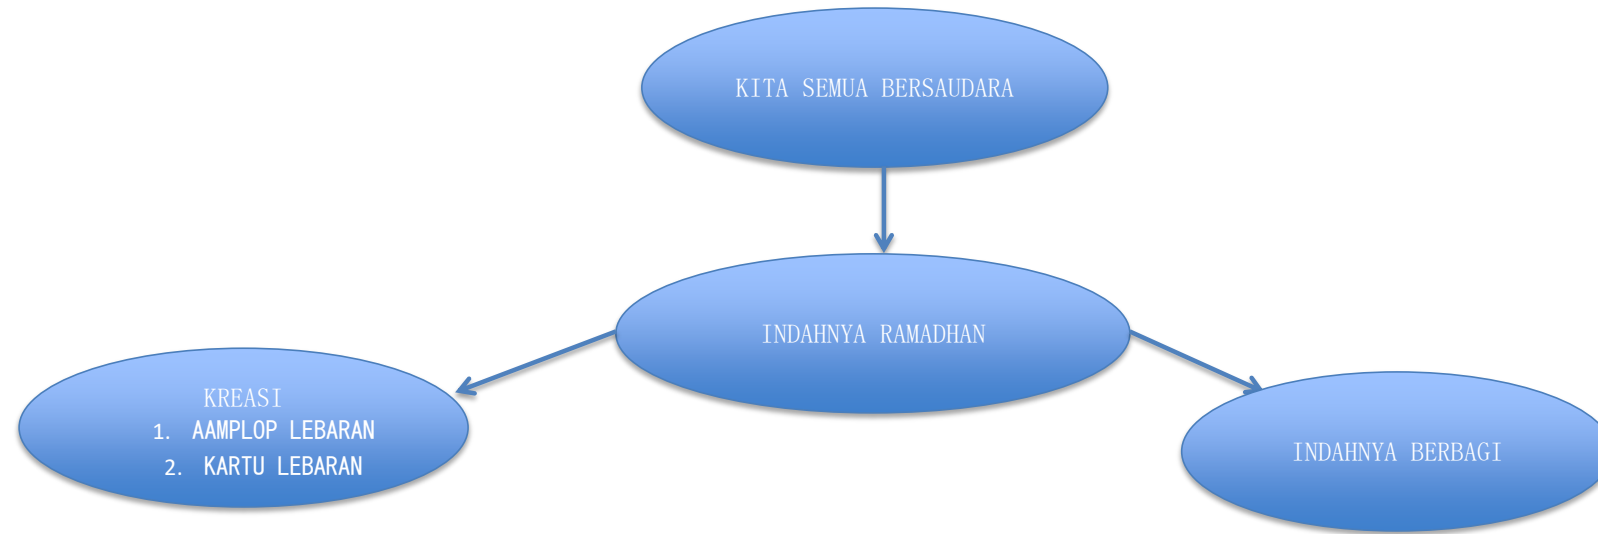 KITA SEMUA BERSAUDARA
INDAHNYA RAMADHAN
KREASI
1. AAMPLOP LEBARAN
2. KARTU LEBARAN
INDAHNYA BERBAGI